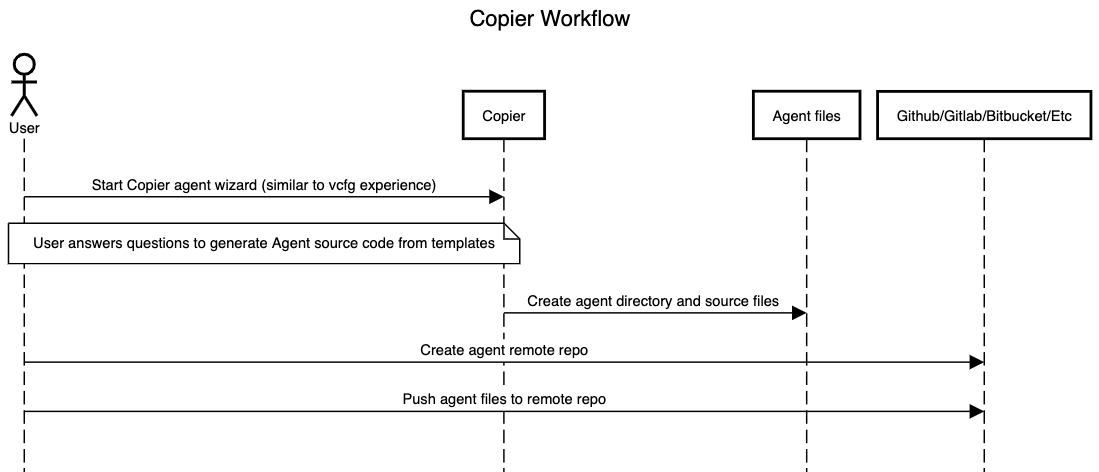 Copier Workflow
User
Copier
Agent files
Github/Gitlab/Bitbucket/Etc
Start Copier agent wizard (similar to vcfg experience)
User answers questions to generate Agent source code from templates
Create agent directory and source files
Create agent remote repo
Push agent files to remote repo